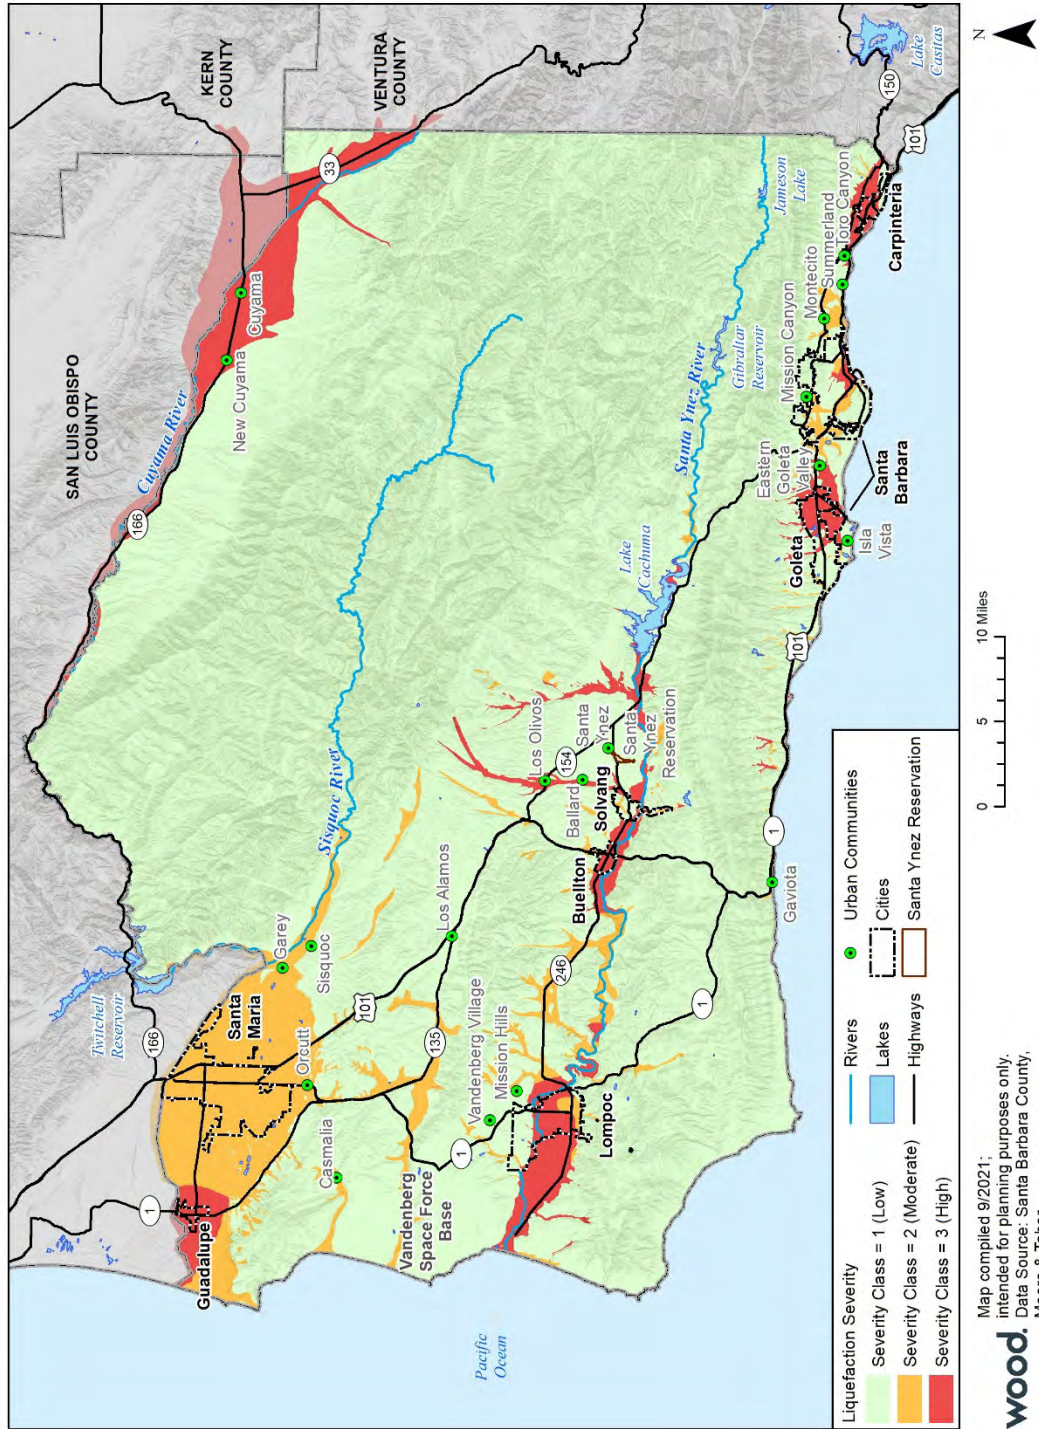 KERN
COUNTY
VENTURA
COUNTY
SAN LUIS OBISPO
COUNTY
Lake
Casitas
150
101
33
166
Cuyama River
Cuyama
New Cuyama
Jameson
Lake
Toro Canyon
Summerland
Montecito
Carpinteria
Mission Canyon
Gibraltar
Reservoir
Santa Ynez River
Eastern
Goleta
Valley
Santa
Barbara
Goleta
Isla
Vista
Lake
Cachuma
101
Sisquoc River
Los Olivos
154
Santa
Ynez
Ballard
Solvang
Santa
Ynez
Reservation
Buellton
1
Gaviota
Twitchell
Reservoir
166
Garey
Sisquoc
Santa
Maria
Orcutt
101
Los Alamos
135
246
1
Vandenberg Village
Mission Hills
Lompoc
1
Casmalia
Vandenberg
Space Force
Base
1
Guadalupe
Pacific
Ocean
Liquefaction Severity
Severity Class = 1 (Low)
Severity Class = 2 (Moderate)
Severity Class = 3 (High)
Rivers
Lakes
Highways
Urban Communities
Cities
Santa Ynez Reservation
N
0 5 10 Miles
wood.
Map compiled 9/2021;
intended for planning purposes only.
Data Source: Santa Barbara County,